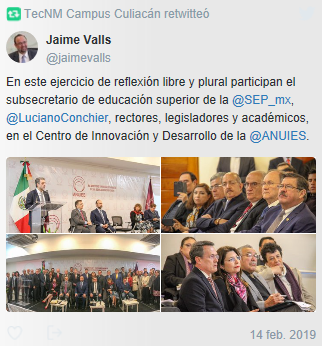 TecNM Campus Culiacán retwitteó
Jaime Valls
@jaimevalls
En este ejercicio de reflexión libre y plural participan el
subsecretario de educación superior de la @SEP_mx,
@LucianoConchier, rectores, legisladores y académicos,
en el Centro de Innovación y Desarrollo de la @ANUIES.
ANUIES
14 feb. 2019